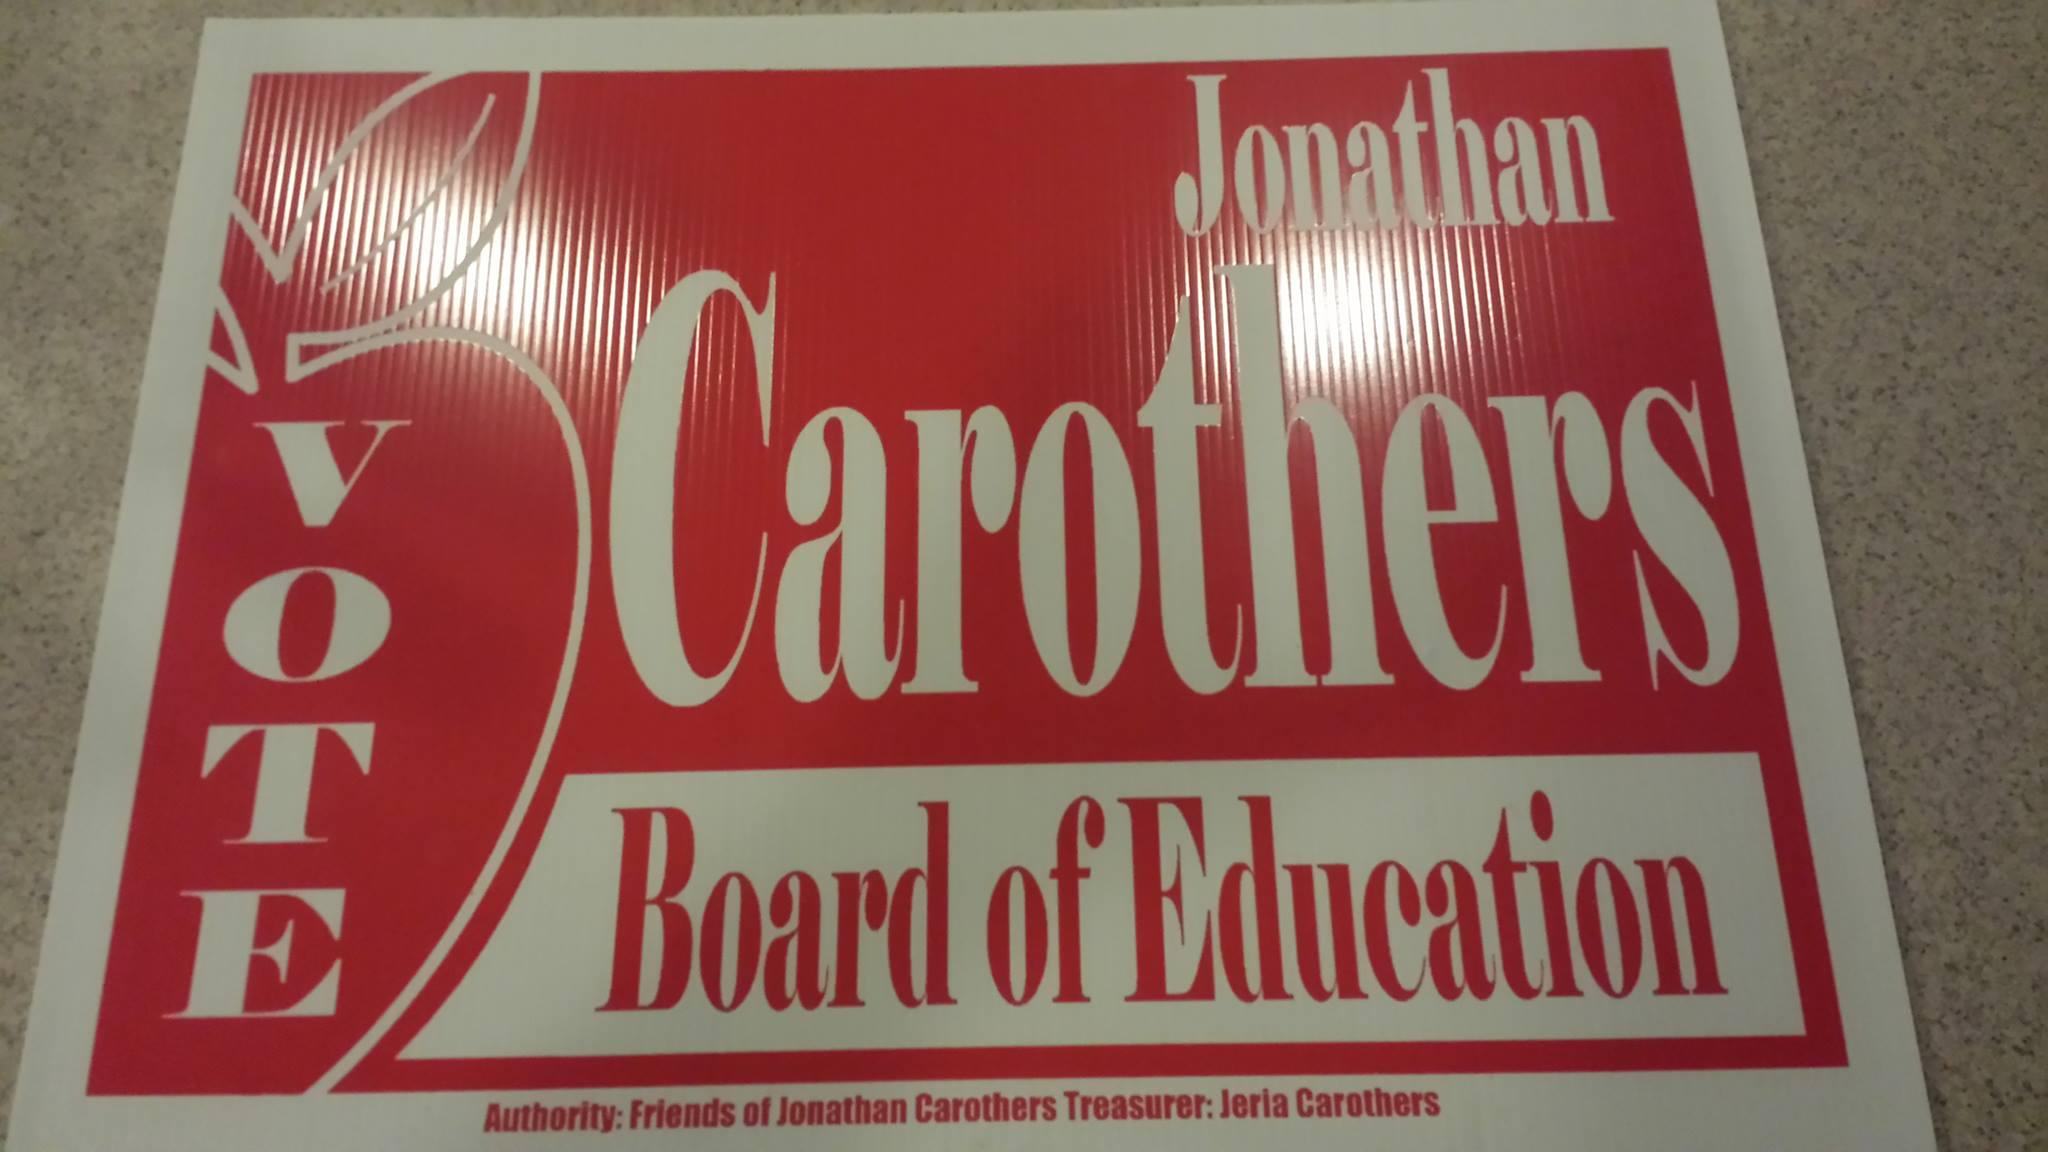 VOTE
Jonathan
Carothers
Board of Education
Authority: Friends of Jonathan Carothers Treasurer: Jeria Carothers